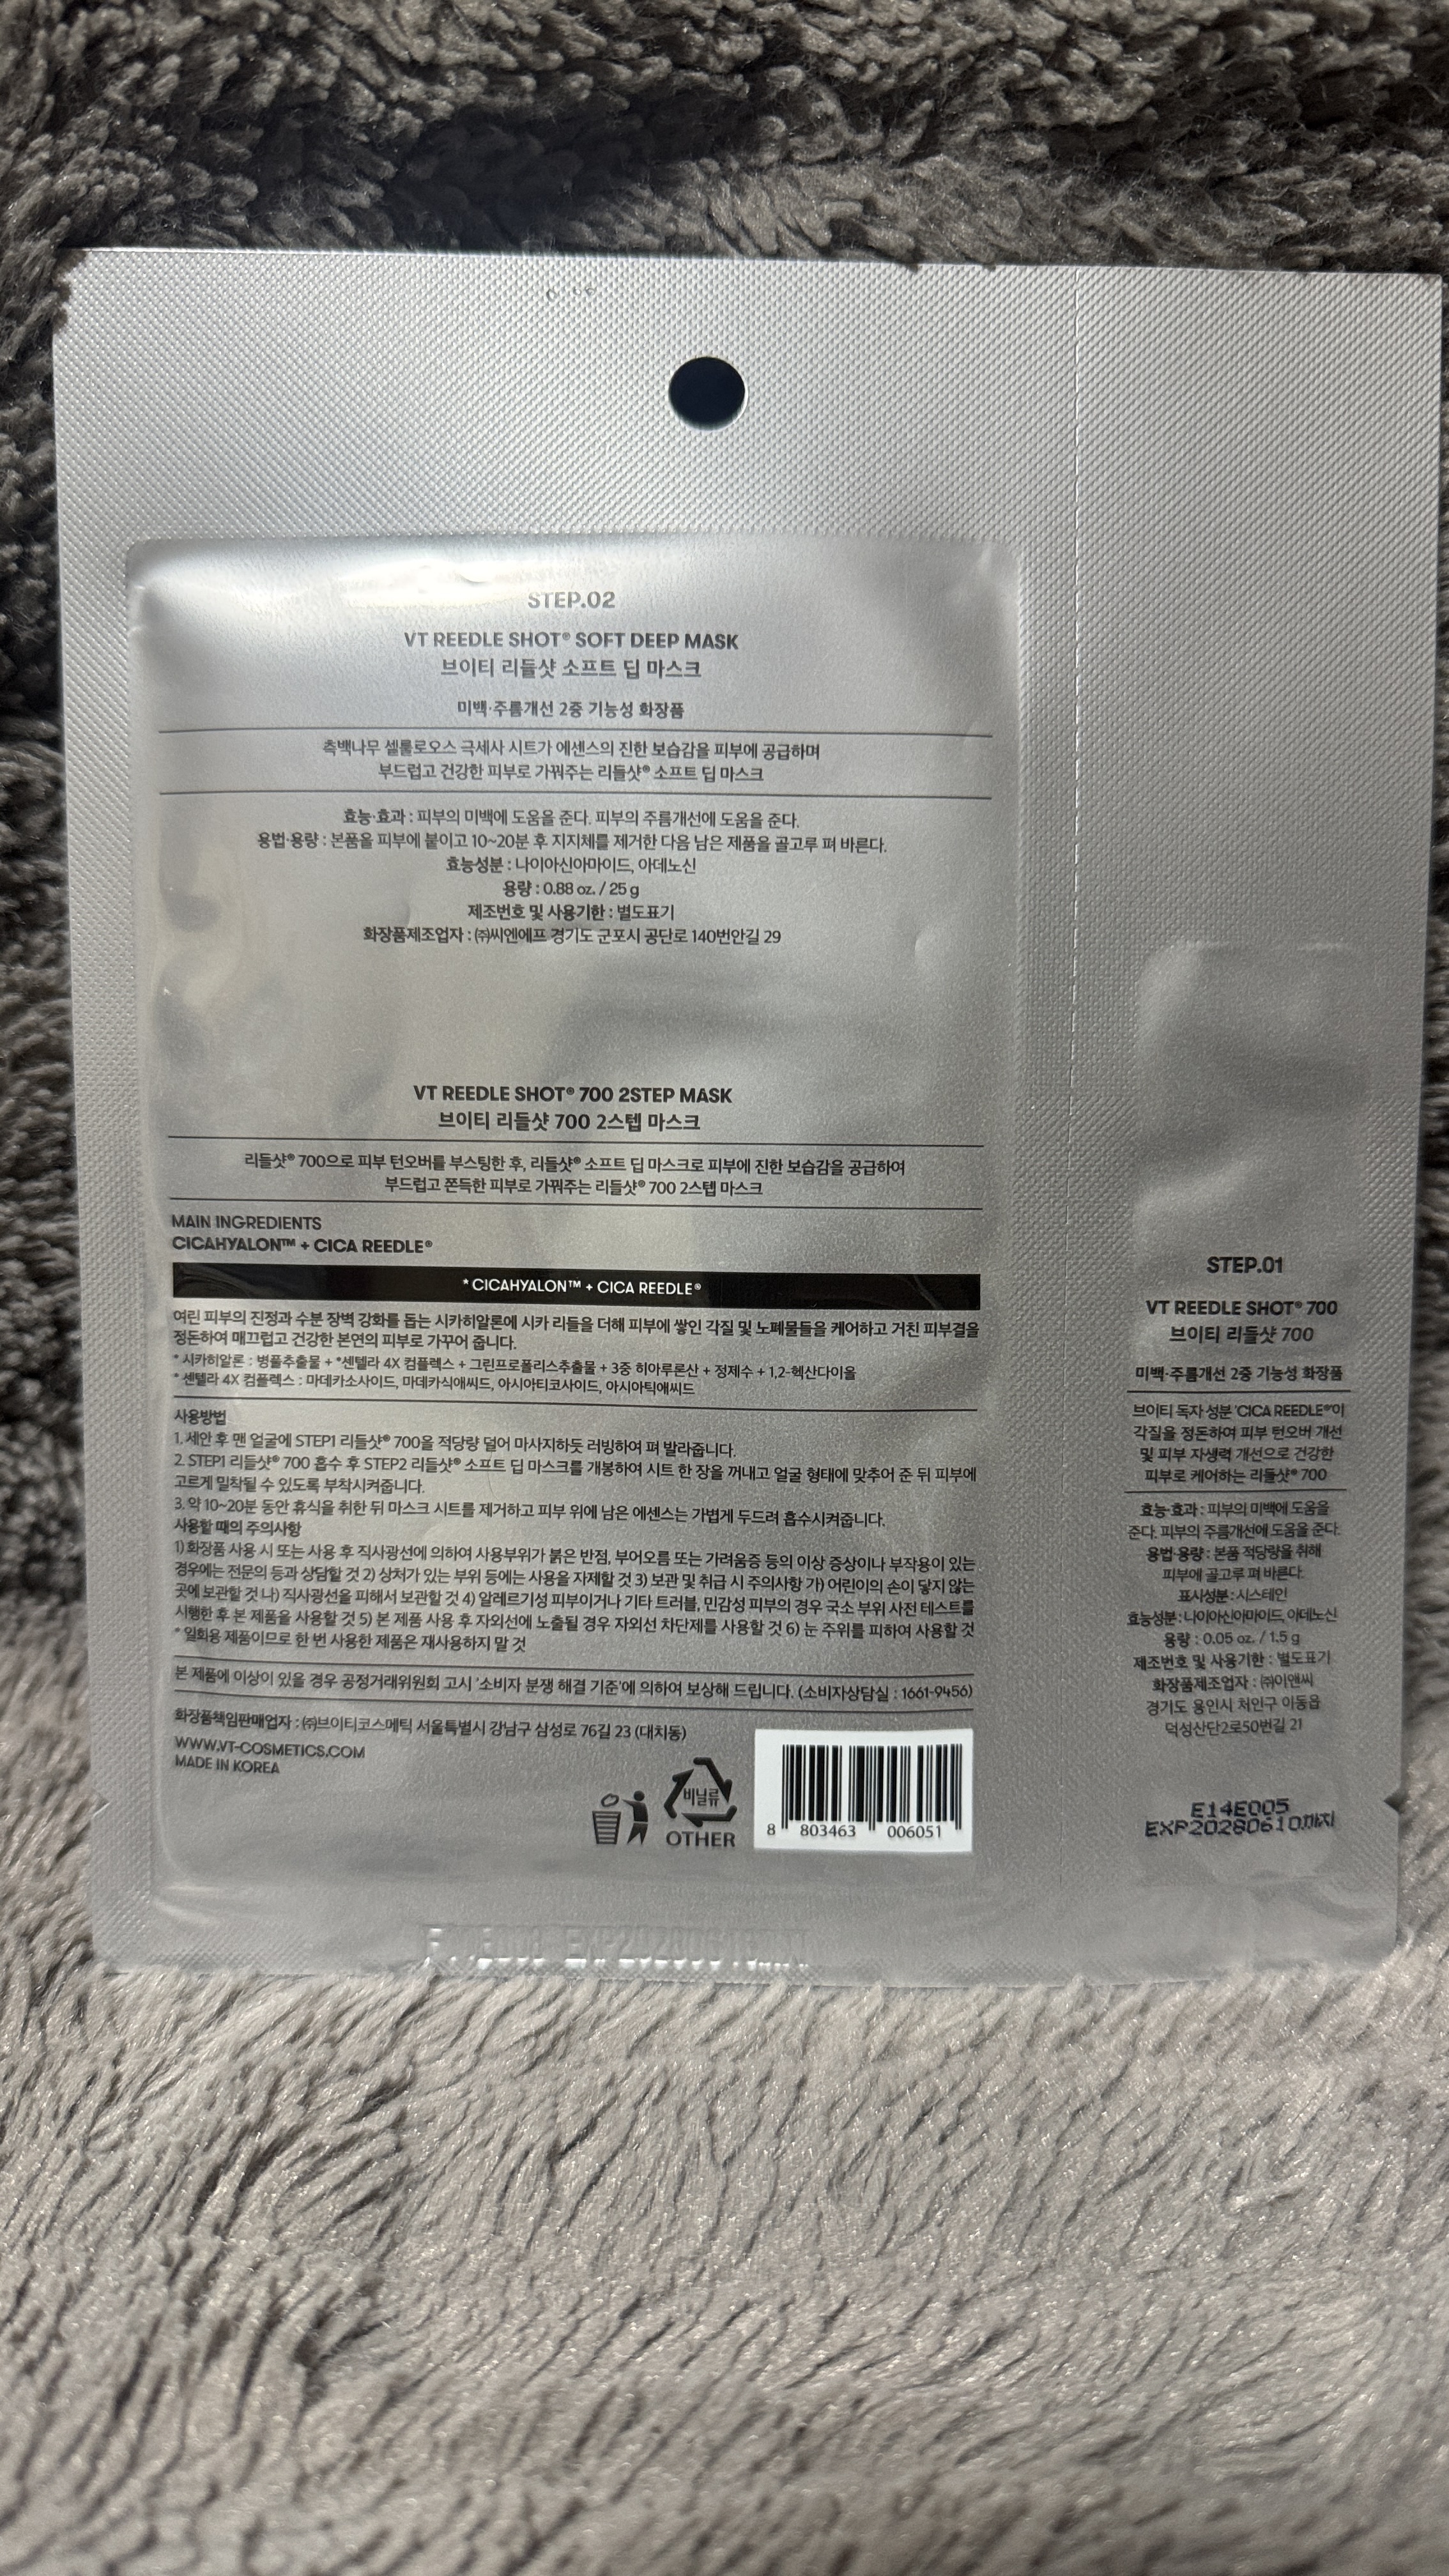 STEP.02
VT REEDLE SHOT® SOFT DEEP MASK
브이티 리들샷 소프트 딥 마스크
미백·주름개선 2중 기능성 화장품
측백나무 셀룰로오스 극세사 시트가 에센스의 진한 보습감을 피부에 공급하며
부드럽고 건강한 피부로 가꿔주는 리들샷® 소프트 딥 마스크
효능·효과 : 피부의 미백에 도움을 준다. 피부의 주름개선에 도움을 준다.
용법·용량 : 본품을 피부에 붙이고 10~20분 후 지지체를 제거한 다음 남은 제품을 골고루 펴 바른다.
효능성분 : 나이아신아마이드, 아데노신
용량 : 0.88 oz. / 25 g
제조번호 및 사용기한 : 별도표기
화장품제조업자 : ㈜씨엔에프 경기도 군포시 공단로 140번안길 29
VT REEDLE SHOT® 700 2STEP MASK
브이티 리들샷 700 2스텝 마스크
리들샷® 700으로 피부 턴오버를 부스팅한 후, 리들샷® 소프트 딥 마스크로 피부에 진한 보습감을 공급하여
부드럽고 쫀득한 피부로 가꿔주는 리들샷® 700 2스텝 마스크
MAIN INGREDIENTS
CICAHYALON™ + CICA REEDLE®
* CICAHYALON™ + CICA REEDLE®
여린 피부의 진정과 수분 장벽 강화를 돕는 시카히알론에 시카 리들을 더해 피부에 쌓인 각질 및 노폐물들을 케어하고 거친 피부결을
정돈하여 매끄럽고 건강한 본연의 피부로 가꾸어 줍니다.
* 시카히알론 : 병풀추출물 + *센텔라 4X 컴플렉스 + 그린프로폴리스추출물 + 3중 히아루론산 + 정제수 + 1,2-헥산다이올
* 센텔라 4X 컴플렉스 : 마데카소사이드, 마데카식애씨드, 아시아티코사이드, 아시아틱애씨드
사용방법
1. 세안 후 맨 얼굴에 STEP1 리들샷® 700을 적당량 덜어 마사지하듯 러빙하여 펴 발라줍니다.
2. STEP1 리들샷® 700 흡수 후 STEP2 리들샷® 소프트 딥 마스크를 개봉하여 시트 한 장을 꺼내고 얼굴 형태에 맞추어 준 뒤 피부에
고르게 밀착될 수 있도록 부착시켜줍니다.
3. 약 10~20분 동안 휴식을 취한 뒤 마스크 시트를 제거하고 피부 위에 남은 에센스는 가볍게 두드려 흡수시켜줍니다.
사용할 때의 주의사항
1) 화장품 사용 시 또는 사용 후 직사광선에 의하여 사용부위가 붉은 반점, 부어오름 또는 가려움증 등의 이상 증상이나 부작용이 있는
경우에는 전문의 등과 상담할 것 2) 상처가 있는 부위 등에는 사용을 자제할 것 3) 보관 및 취급 시 주의사항 가) 어린이의 손이 닿지 않는
곳에 보관할 것 나) 직사광선을 피해서 보관할 것 4) 알레르기성 피부이거나 기타 트러블, 민감성 피부의 경우 국소 부위 사전 테스트를
시행한 후 본 제품을 사용할 것 5) 본 제품 사용 후 자외선에 노출될 경우 자외선 차단제를 사용할 것 6) 눈 주위를 피하여 사용할 것
* 일회용 제품이므로 한 번 사용한 제품은 재사용하지 말 것
본 제품에 이상이 있을 경우 공정거래위원회 고시 '소비자 분쟁 해결 기준'에 의하여 보상해 드립니다. (소비자상담실 : 1661-9456)
화장품책임판매업자 : ㈜브이티코스메틱 서울특별시 강남구 삼성로 76길 23 (대치동)
WWW.VT-COSMETICS.COM
MADE IN KOREA
비닐류
OTHER
8 803463 006051
STEP.01
VT REEDLE SHOT® 700
브이티 리들샷 700
미백·주름개선 2중 기능성 화장품
브이티 독자 성분 'CICA REEDLE®'이
각질을 정돈하여 피부 턴오버 개선
및 피부 자생력 개선으로 건강한
피부로 케어하는 리들샷® 700
효능·효과 : 피부의 미백에 도움을
준다. 피부의 주름개선에 도움을 준다.
용법·용량 : 본품 적당량을 취해
피부에 골고루 펴 바른다.
표시성분 : 시스테인
효능성분 : 나이아신아마이드, 아데노신
용량 : 0.05 oz. / 1.5 g
제조번호 및 사용기한 : 별도표기
화장품제조업자 : ㈜이앤씨
경기도 용인시 처인구 이동읍
덕성산단2로50번길 21
E14E005
EXP20280610까지